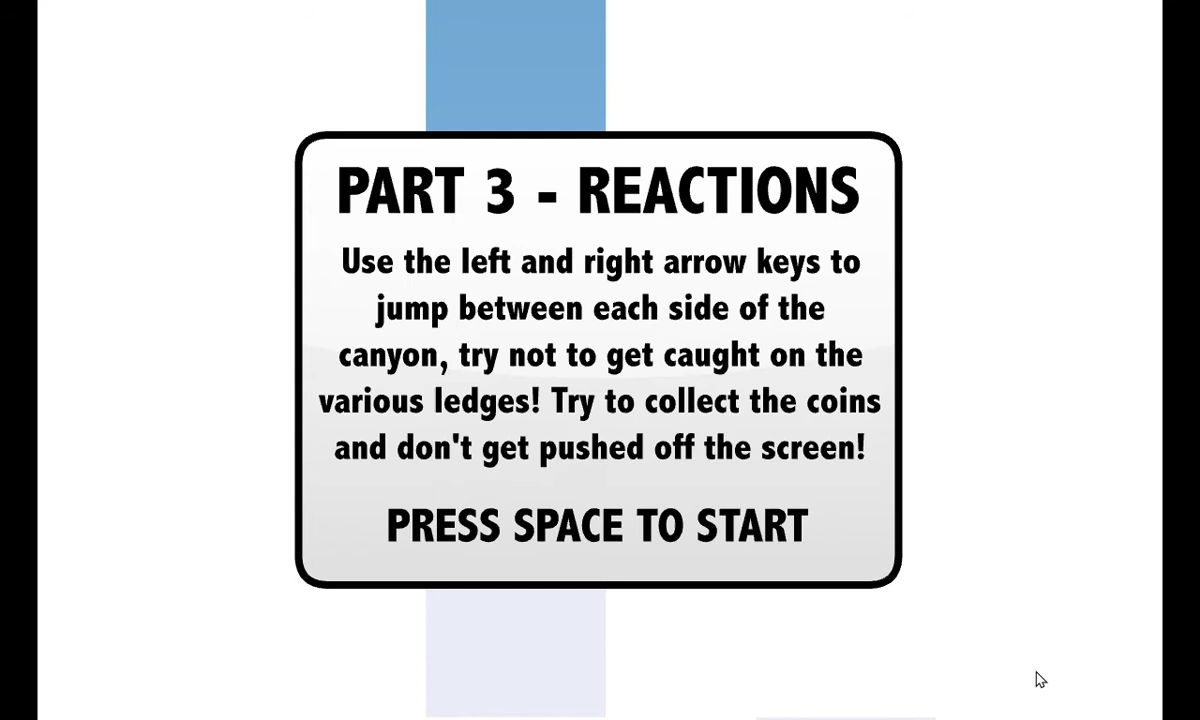 PART 3 - REACTIONS
Use the left and right arrow keys to
jump between each side of the
canyon, try not to get caught on the
various ledges! Try to collect the coins
and don't get pushed off the screen!
PRESS SPACE TO START